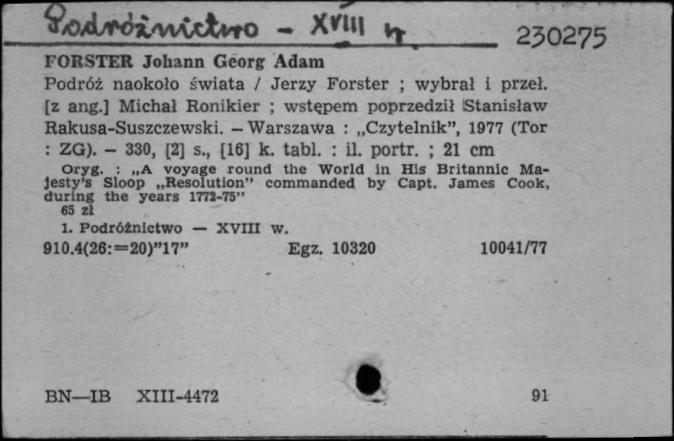 Podróżnictwo - XVIII w. 230275
FORSTER Johann Georg Adam
Podróż naokoło świata / Jerzy Forster ; wybrał i przeł.
[z ang.] Michał Ronikier ; wstępem poprzedził Stanisław
Rakusa-Suszczewski. — Warszawa : „Czytelnik”, 1977 (Tor
: ZG). — 330, [2] s., [16] k. tabl. : il. portr. ; 21 cm
Oryg. : „A voyage round the World in His Britannic Ma-
jesty's Sloop „Resolution” commanded by Capt. James Cook,
during the years 1772-75”
65 zł
1. Podróżnictwo — XVIII w.
910.4(26:=20)”17” Egz. 10320 10041/77
BN—IB XIII-4472 91